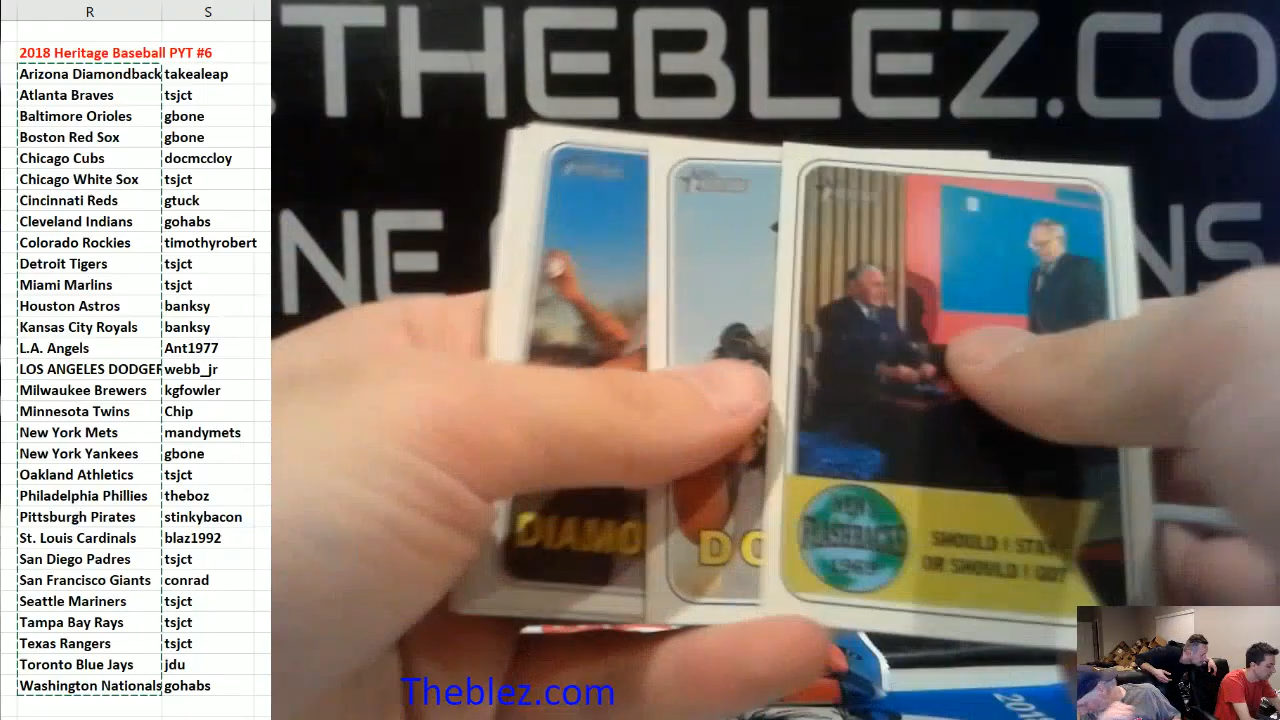 R S
2018 Heritage Baseball PYT #6
Arizona Diamondback takealeap
Atlanta Braves tsjct
Baltimore Orioles gbone
Boston Red Sox gbone
Chicago Cubs docmccloy
Chicago White Sox tsjct
Cincinnati Reds gtuck
Cleveland Indians gohabs
Colorado Rockies timothyrobert
Detroit Tigers tsjct
Miami Marlins tsjct
Houston Astros banksy
Kansas City Royals banksy
L.A. Angels Ant1977
LOS ANGELES DODGER webb_jr
Milwaukee Brewers kgfowler
Minnesota Twins Chip
New York Mets mandymets
New York Yankees gbone
Oakland Athletics tsjct
Philadelphia Phillies theboz
Pittsburgh Pirates stinkybacon
St. Louis Cardinals blaz1992
San Diego Padres tsjct
San Francisco Giants conrad
Seattle Mariners tsjct
Tampa Bay Rays tsjct
Texas Rangers tsjct
Toronto Blue Jays jdu
Washington Nationals gohabs
THEBLEZ.CO
NE
NS
DIAMO
DO
NEWS
FLASHBACKS
1969
SHOULD I STAY
OR SHOULD I GO?
Theblez.com